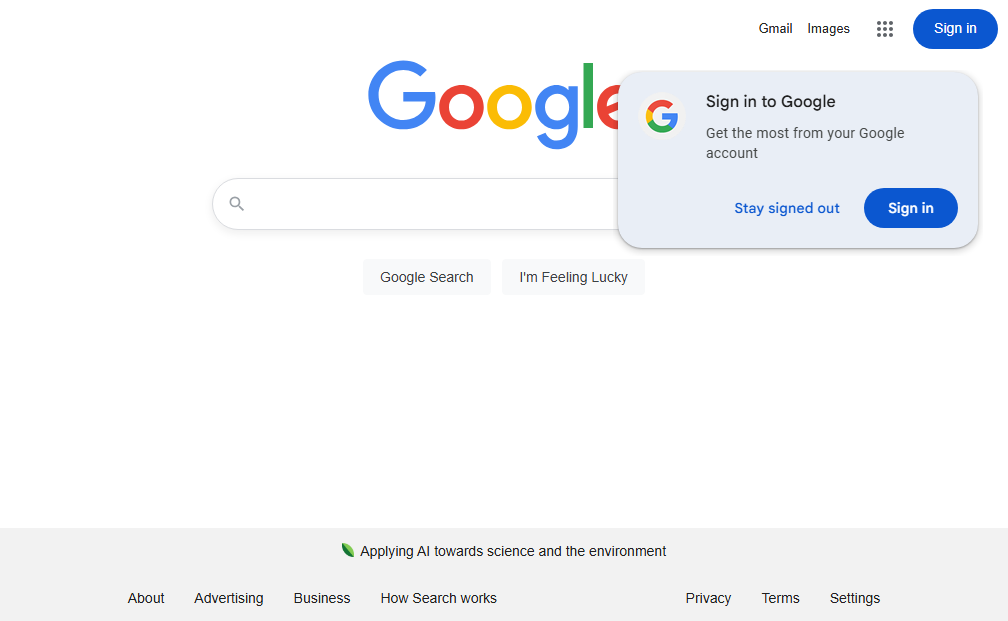 Gmail Images Sign in
Google
Sign in to Google
Get the most from your Google
account
Stay signed out Sign in
Google Search I'm Feeling Lucky
Applying AI towards science and the environment
About Advertising Business How Search works Privacy Terms Settings